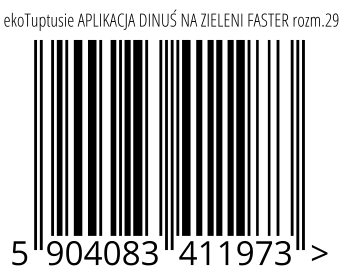 ekoTuptusie APLIKACJA DINUŚ NA ZIELENI FASTER rozm.29
5 904083 411973 >